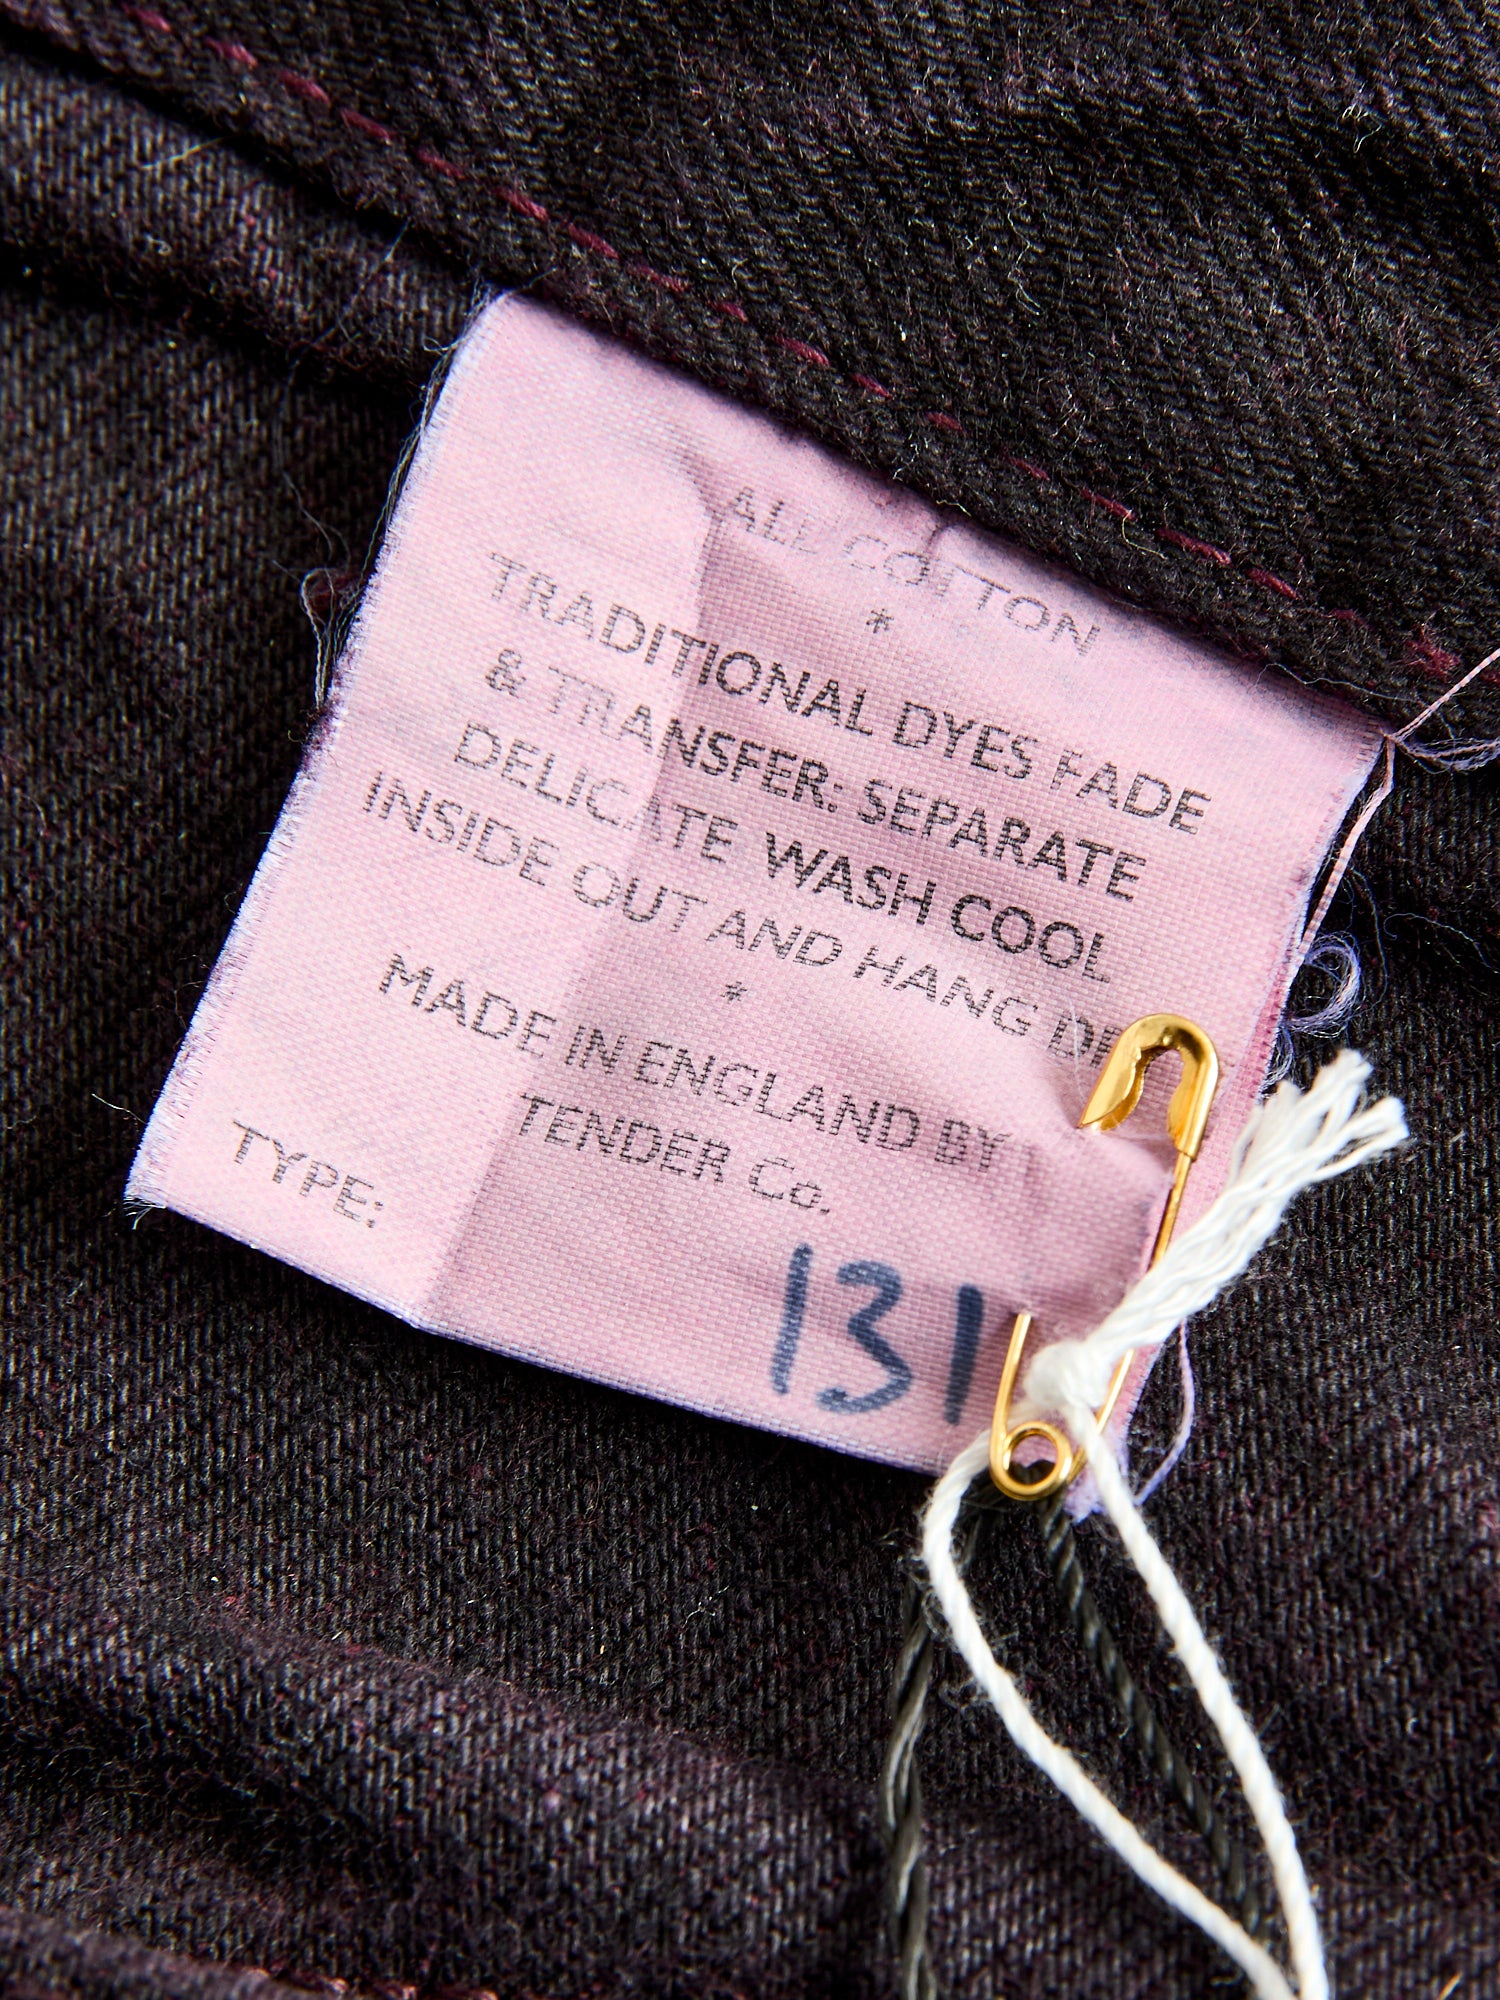 ALL COTTON
*
TRADITIONAL DYES FADE
& TRANSFER: SEPARATE
DELICATE WASH COOL
INSIDE OUT AND HANG
*
MADE IN ENGLAND BY
TENDER Co.
TYPE: 131